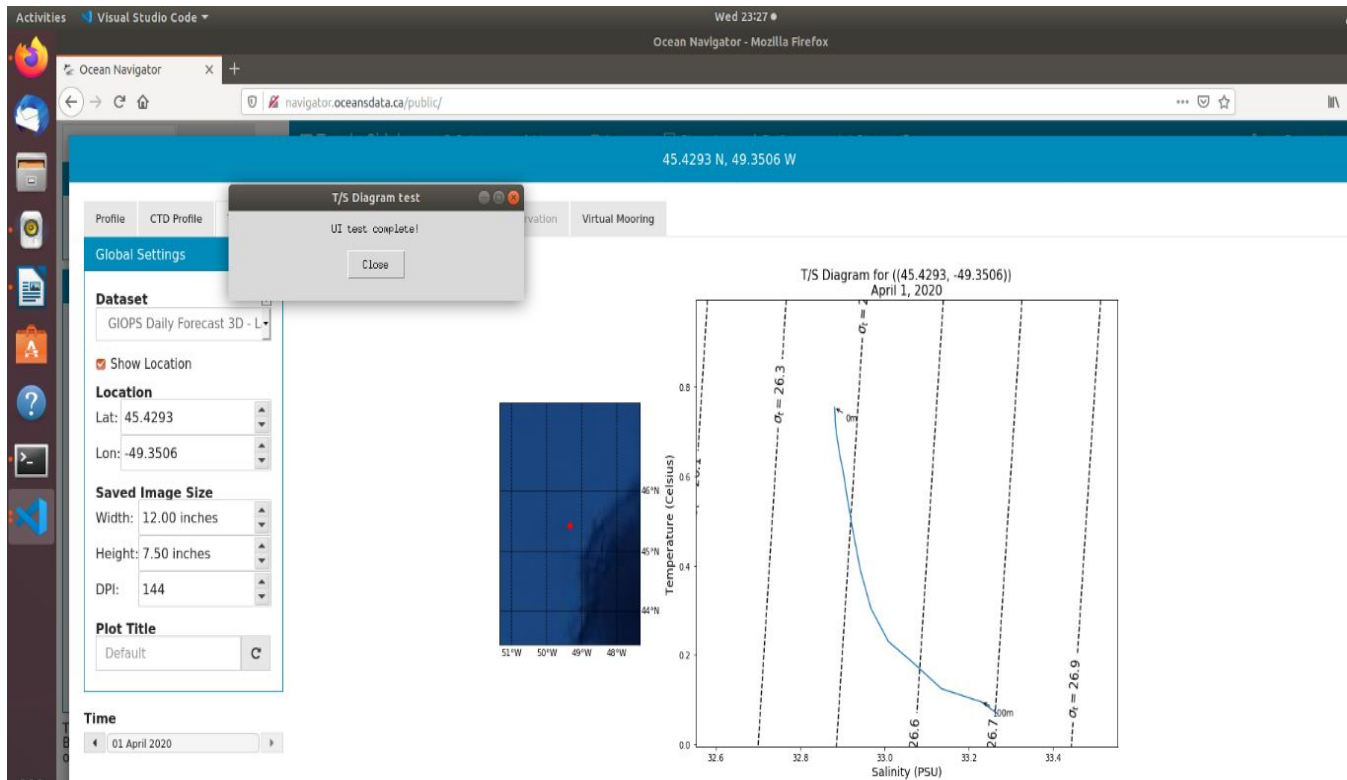 Activities Visual Studio Code Wed 23:27
Ocean Navigator - Mozilla Firefox
Ocean Navigator
navigator.oceansdata.ca/public/
45.4293 N, 49.3506 W
T/S Diagram test
UI test complete!
Close
Profile CTD Profile rvation Virtual Mooring
Global Settings
Dataset
GIOPS Daily Forecast 3D - L
Show Location
Location
Lat: 45.4293
Lon: -49.3506
Saved Image Size
Width: 12.00 inches
Height: 7.50 inches
DPI: 144
Plot Title
Default
Time
01 April 2020
T/S Diagram for ((45.4293, -49.3506))
April 1, 2020
σt = 26.3
σt = 2
0m
100m
26.6
26.7
σt = 26.9
0.8
0.6
0.4
0.2
0.0
Temperature (Celsius)
32.6 32.8 33.0 33.2 33.4
Salinity (PSU)
46°N
45°N
44°N
51°W 50°W 49°W 48°W